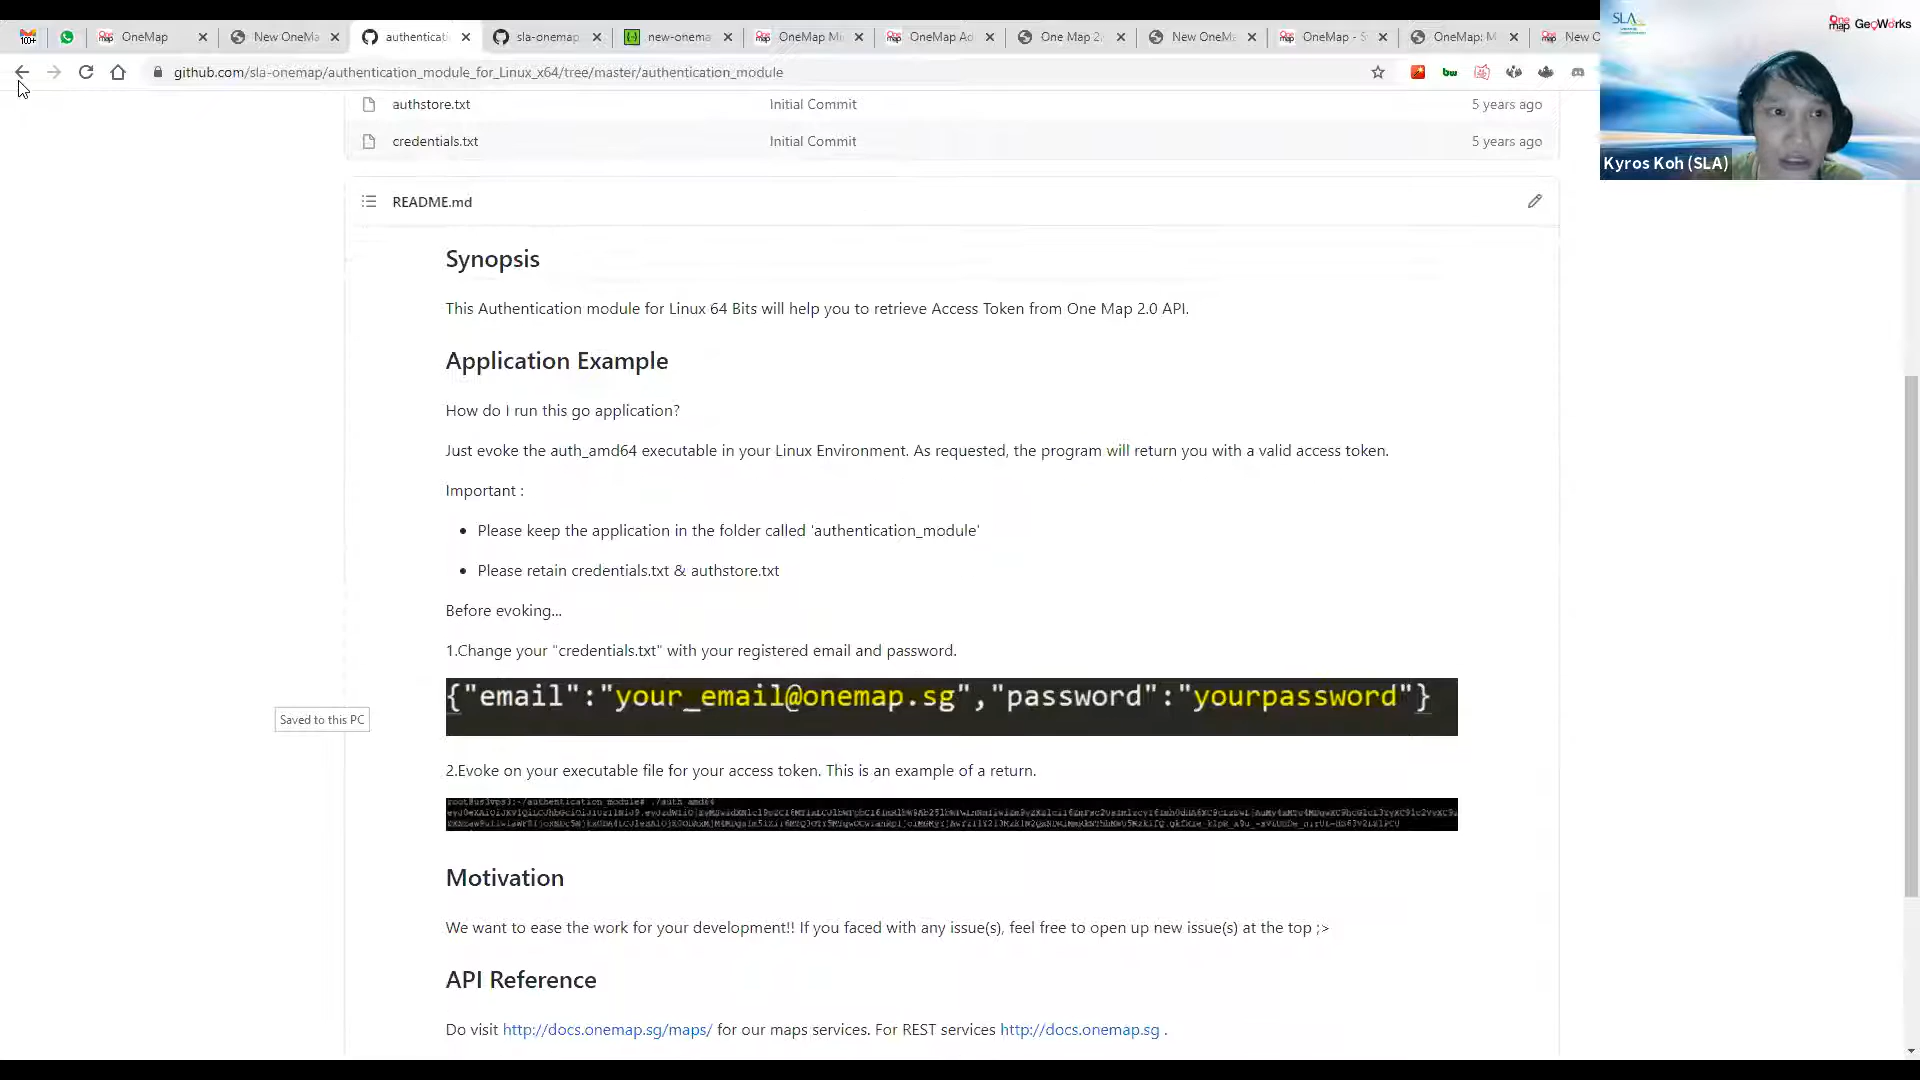 100+
OneMap
New OneMa
authenticati
sla-onemap
new-onema
OneMap Mi
OneMap Ad
One Map 2.
New OneMa
OneMap - S
OneMap: M
New O
github.com/sla-onemap/authentication_module_for_Linux_x64/tree/master/authentication_module
bw
SLA
One map GeoWorks
Kyros Koh (SLA)
authstore.txt Initial Commit 5 years ago
credentials.txt Initial Commit 5 years ago
README.md
Synopsis
This Authentication module for Linux 64 Bits will help you to retrieve Access Token from One Map 2.0 API.
Application Example
How do I run this go application?
Just evoke the auth_amd64 executable in your Linux Environment. As requested, the program will return you with a valid access token.
Important :
Please keep the application in the folder called 'authentication_module'
Please retain credentials.txt & authstore.txt
Before evoking...
1.Change your "credentials.txt" with your registered email and password.
{"email":"your_email@onemap.sg","password":"yourpassword"}
Saved to this PC
2.Evoke on your executable file for your access token. This is an example of a return.
Motivation
We want to ease the work for your development!! If you faced with any issue(s), feel free to open up new issue(s) at the top ;>
API Reference
Do visit http://docs.onemap.sg/maps/ for our maps services. For REST services http://docs.onemap.sg .